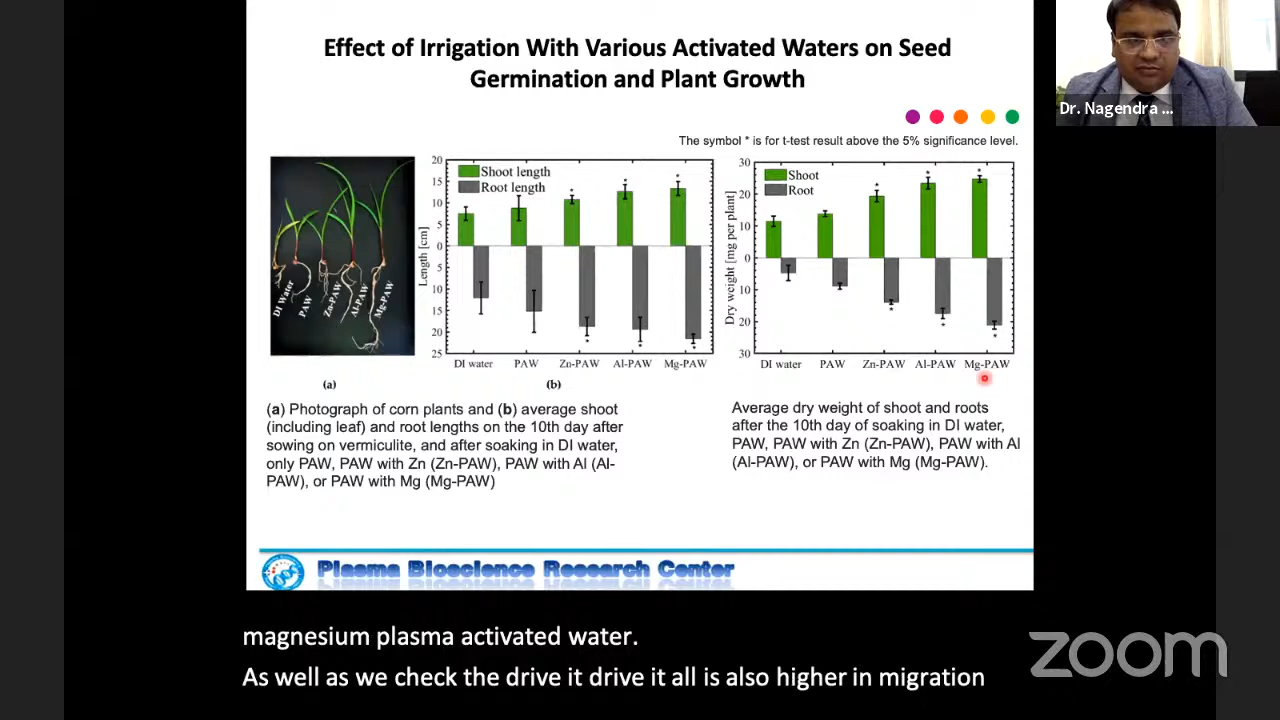 Effect of Irrigation With Various Activated Waters on Seed
Germination and Plant Growth
Dr. Nagendra ...
The symbol * is for t-test result above the 5% significance level.
DI Water
PAW
Zn-PAW
Al-PAW
Mg-PAW
(a)
20
15
10
5
0
5
10
15
20
25
Length [cm]
Shoot length
Root length
* * *
* * *
DI water PAW Zn-PAW Al-PAW Mg-PAW
(b)
30
20
10
0
10
20
30
Dry weight [mg per plant]
Shoot
Root
* * *
* * *
DI water PAW Zn-PAW Al-PAW Mg-PAW
(a) Photograph of corn plants and (b) average shoot
(including leaf) and root lengths on the 10th day after
sowing on vermiculite, and after soaking in DI water,
only PAW, PAW with Zn (Zn-PAW), PAW with Al (Al-
PAW), or PAW with Mg (Mg-PAW)
Average dry weight of shoot and roots
after the 10th day of soaking in DI water,
PAW, PAW with Zn (Zn-PAW), PAW with Al
(Al-PAW), or PAW with Mg (Mg-PAW).
Plasma Bioscience Research Center
magnesium plasma activated water.
As well as we check the drive it drive it all is also higher in migration
zoom